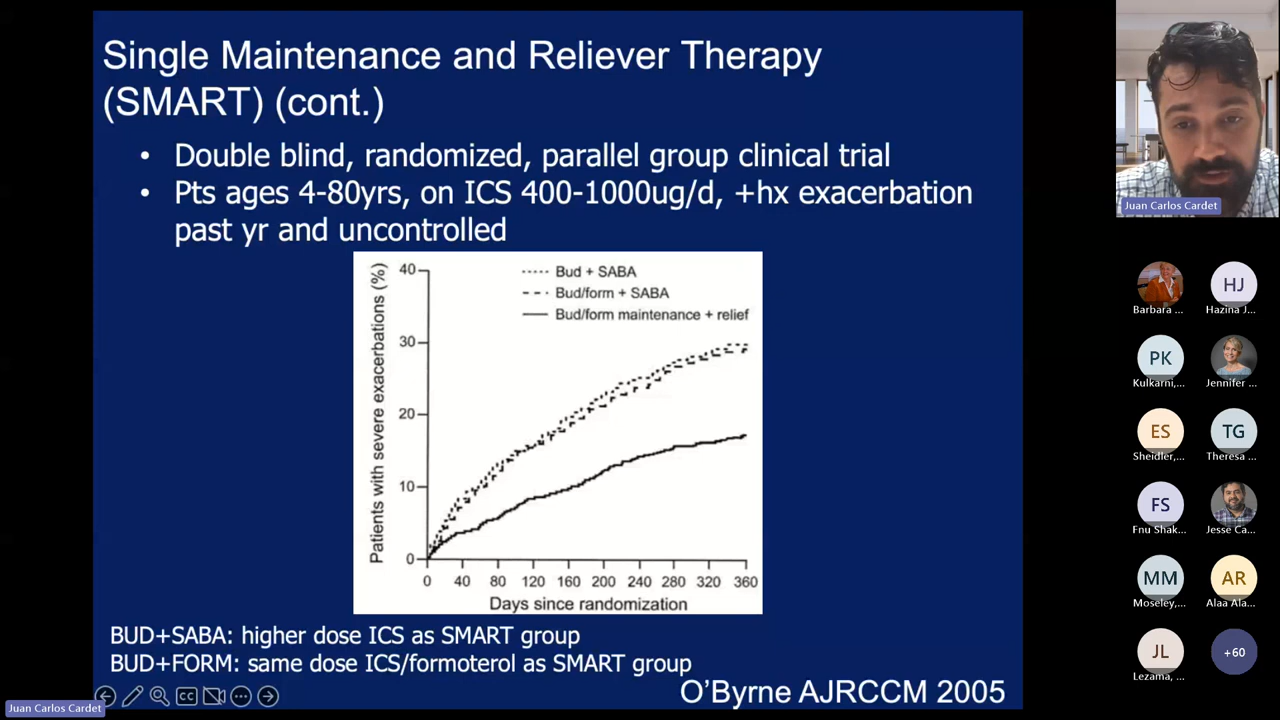 Single Maintenance and Reliever Therapy
(SMART) (cont.)
• Double blind, randomized, parallel group clinical trial
• Pts ages 4-80yrs, on ICS 400-1000ug/d, +hx exacerbation
past yr and uncontrolled
Patients with severe exacerbations (%)
40
30
20
10
0
Bud + SABA
Bud/form + SABA
Bud/form maintenance + relief
0 40 80 120 160 200 240 280 320 360
Days since randomization
BUD+SABA: higher dose ICS as SMART group
BUD+FORM: same dose ICS/formoterol as SMART group
O'Byrne AJRCCM 2005
CC
Juan Carlos Cardet
Juan Carlos Cardet
Barbara ...
HJ
Hazina J...
PK
Kulkarni,...
Jennifer ...
ES
Sheidler,...
TG
Theresa ...
FS
Fnu Shak...
Jesse Ca...
MM
Moseley,...
AR
Alaa Ala...
JL
Lezama, ...
+60